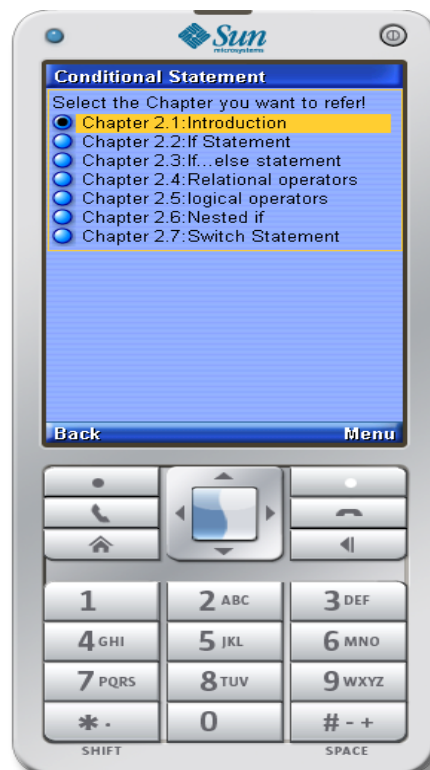 Sun
microsystems
Conditional Statement
Select the Chapter you want to refer!
Chapter 2.1:Introduction
Chapter 2.2:If Statement
Chapter 2.3:If...else statement
Chapter 2.4:Relational operators
Chapter 2.5:logical operators
Chapter 2.6:Nested if
Chapter 2.7:Switch Statement
Back Menu
1 2 ABC 3 DEF
4 GHI 5 JKL 6 MNO
7 PQRS 8 TUV 9 WXYZ
* . 0 # - +
SHIFT SPACE